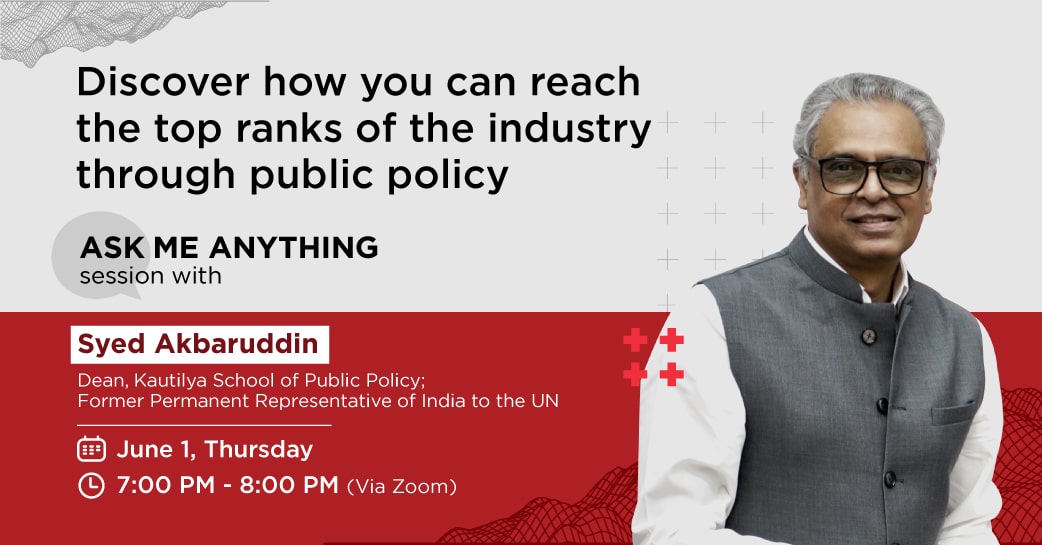 Discover how you can reach
the top ranks of the industry
through public policy
ASK ME ANYTHING
session with
Syed Akbaruddin
Dean, Kautilya School of Public Policy;
Former Permanent Representative of India to the UN
June 1, Thursday
7:00 PM - 8:00 PM (Via Zoom)